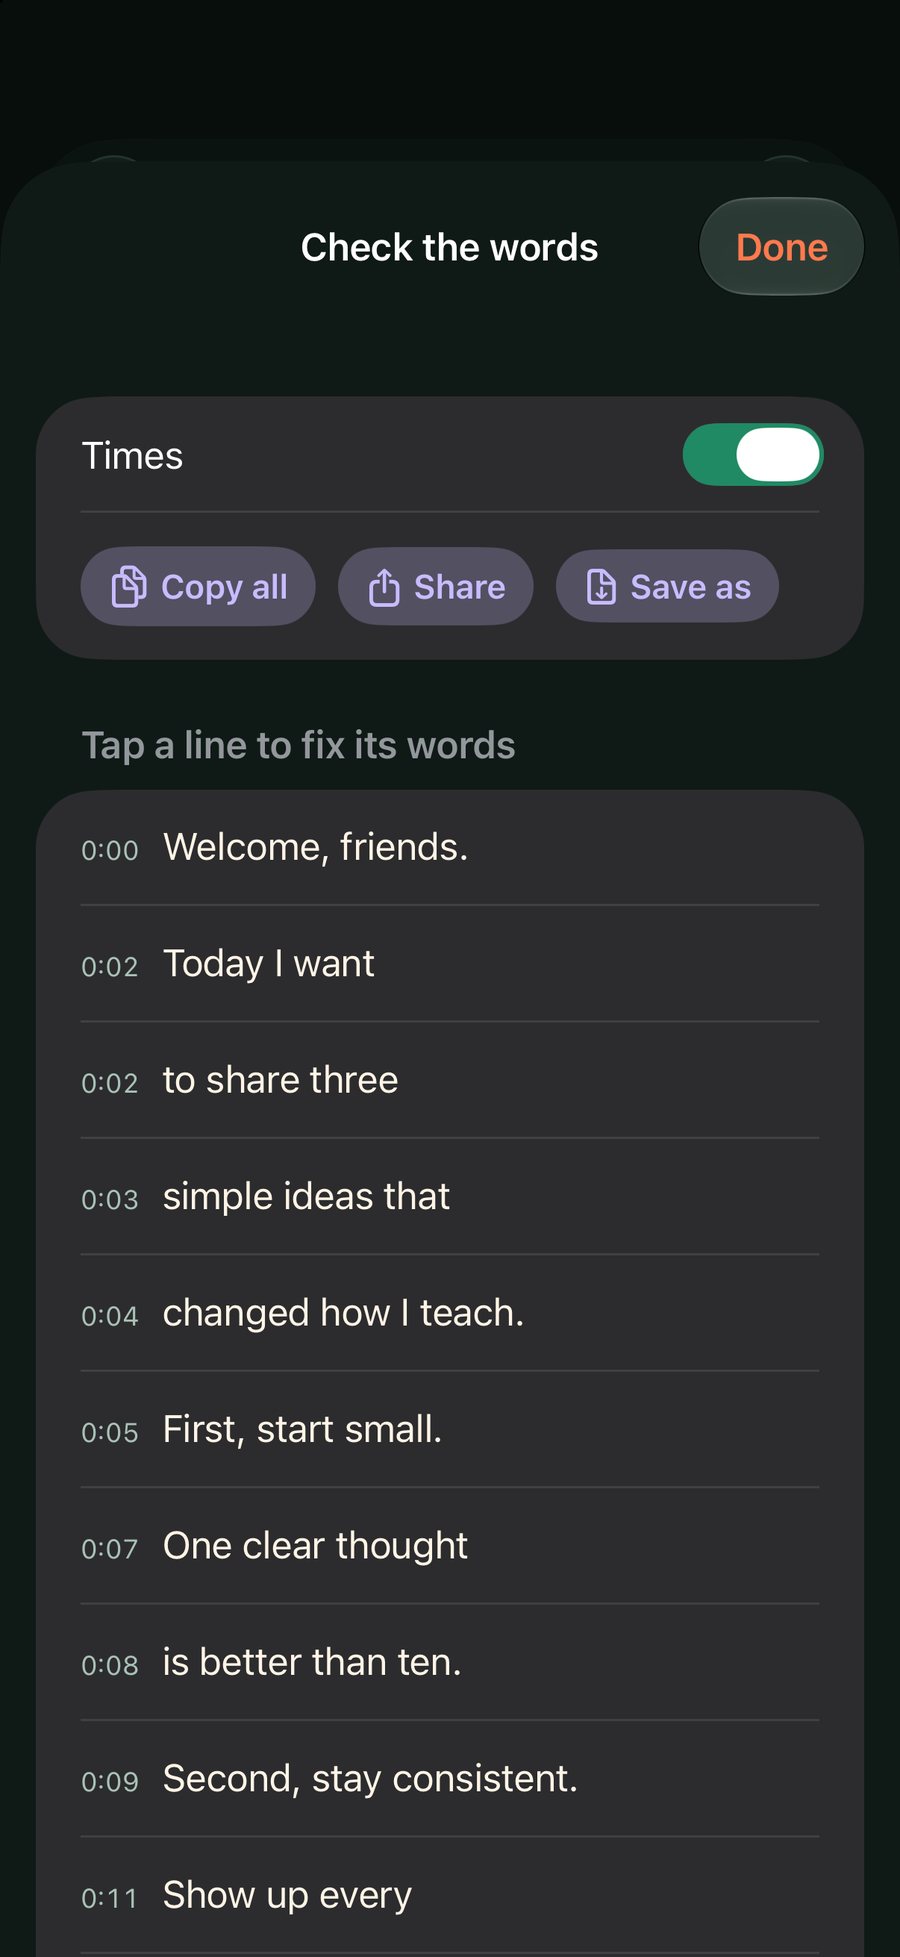 Check the words
Done
Times
Copy all Share Save as
Tap a line to fix its words
0:00 Welcome, friends.
0:02 Today I want
0:02 to share three
0:03 simple ideas that
0:04 changed how I teach.
0:05 First, start small.
0:07 One clear thought
0:08 is better than ten.
0:09 Second, stay consistent.
0:11 Show up every